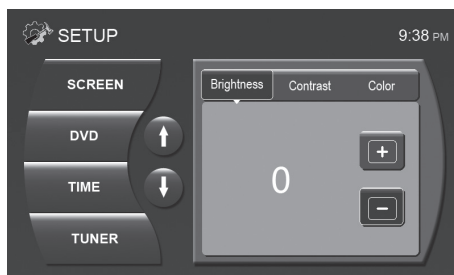 SETUP
9:38 PM
SCREEN
DVD
TIME
TUNER
Brightness Contrast Color
0
+
−